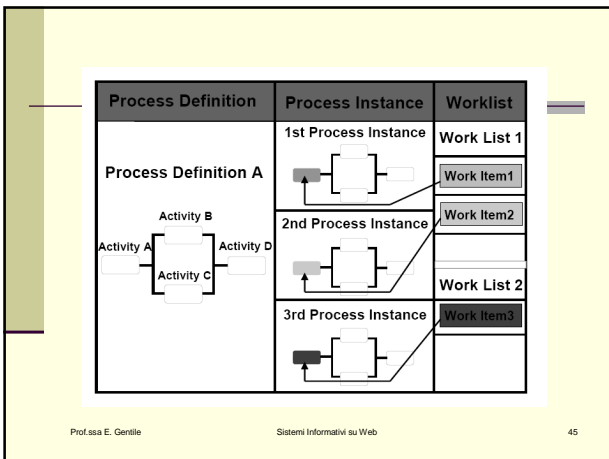 Process Definition
Process Instance
Worklist
Process Definition A
Activity B
Activity A
Activity D
Activity C
1st Process Instance
2nd Process Instance
3rd Process Instance
Work List 1
Work Item1
Work Item2
Work List 2
Work Item3
Prof.ssa E. Gentile
Sistemi Informativi su Web
45